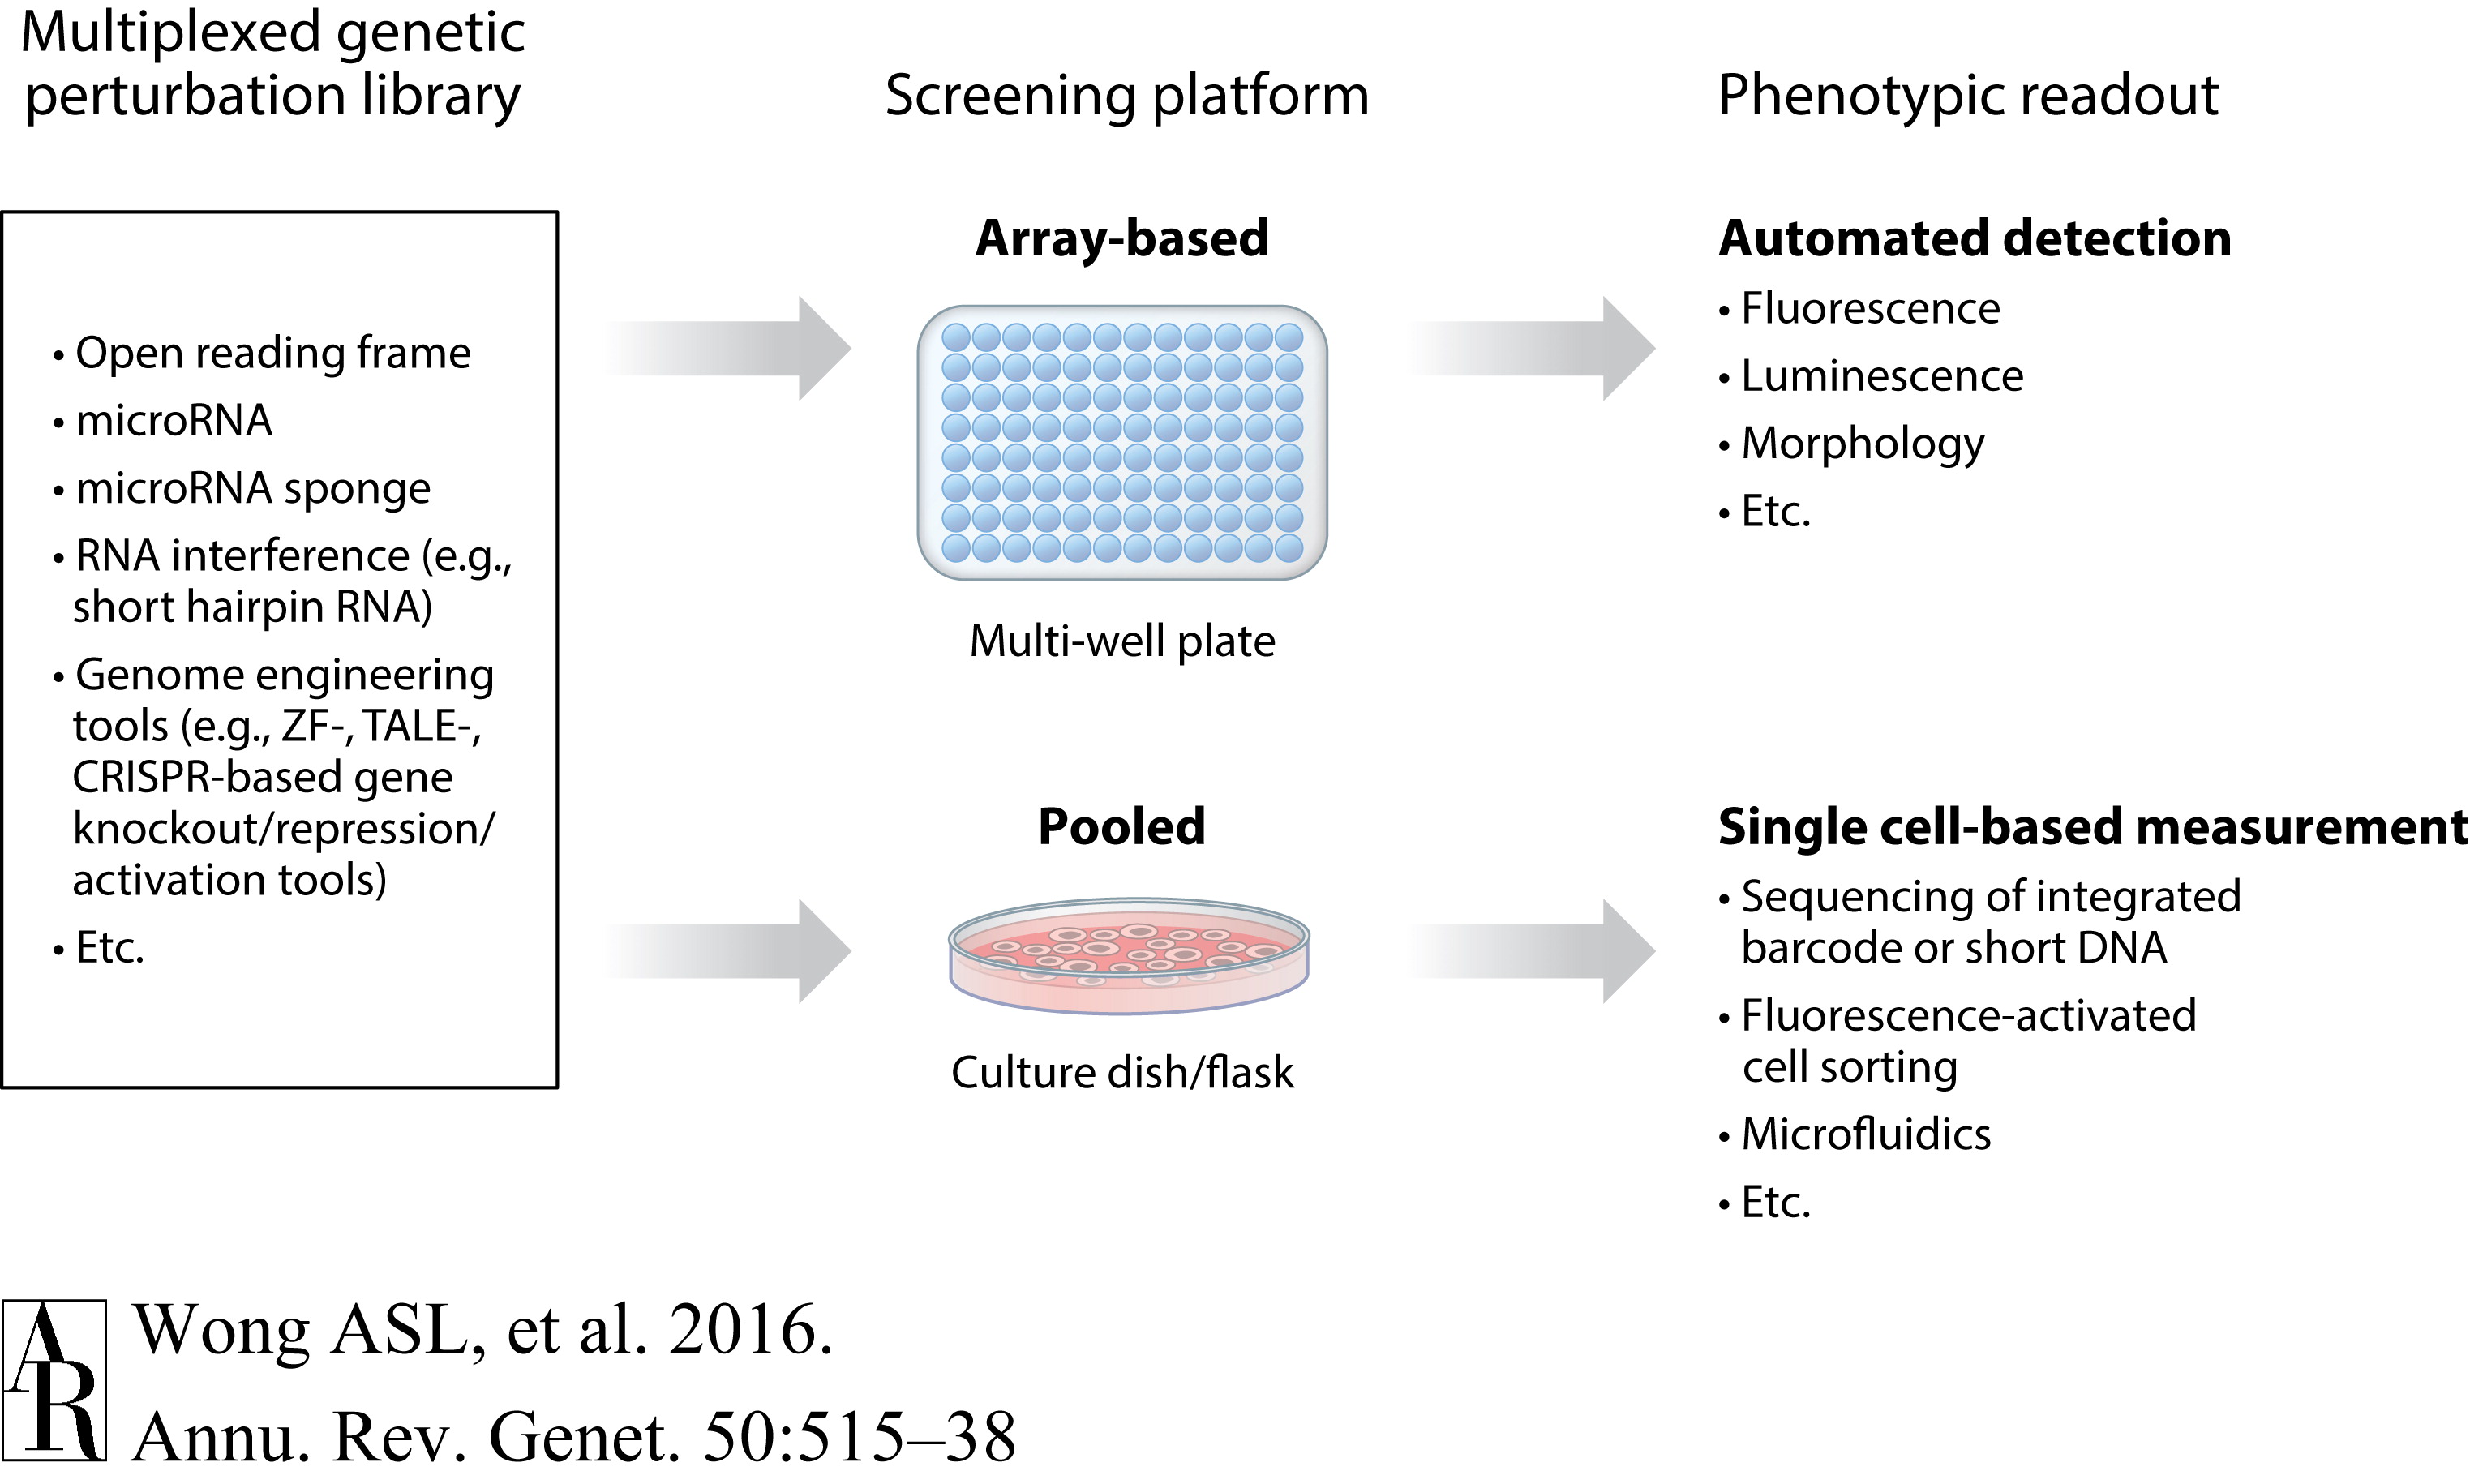 Multiplexed genetic
perturbation library
Screening platform
Phenotypic readout
• Open reading frame
• microRNA
• microRNA sponge
• RNA interference (e.g.,
short hairpin RNA)
• Genome engineering
tools (e.g., ZF-, TALE-,
CRISPR-based gene
knockout/repression/
activation tools)
• Etc.
Array-based
Multi-well plate
Automated detection
• Fluorescence
• Luminescence
• Morphology
• Etc.
Pooled
Culture dish/flask
Single cell-based measurement
• Sequencing of integrated
barcode or short DNA
• Fluorescence-activated
cell sorting
• Microfluidics
• Etc.
AR
Wong ASL, et al. 2016.
Annu. Rev. Genet. 50:515–38